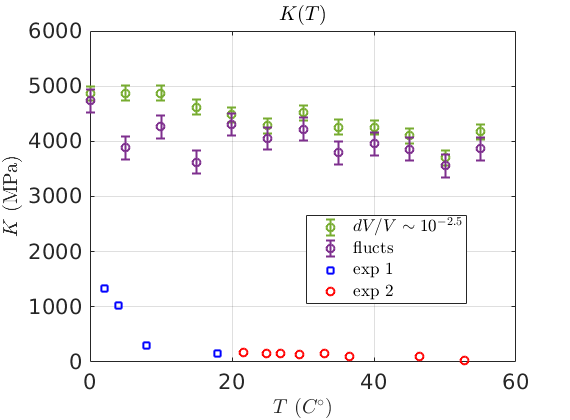 K(T)
6000
5000
4000
3000
2000
1000
0
K (MPa)
0 20 40 60
T (C°)
dV/V ∼ 10^{-2.5}
flucts
exp 1
exp 2